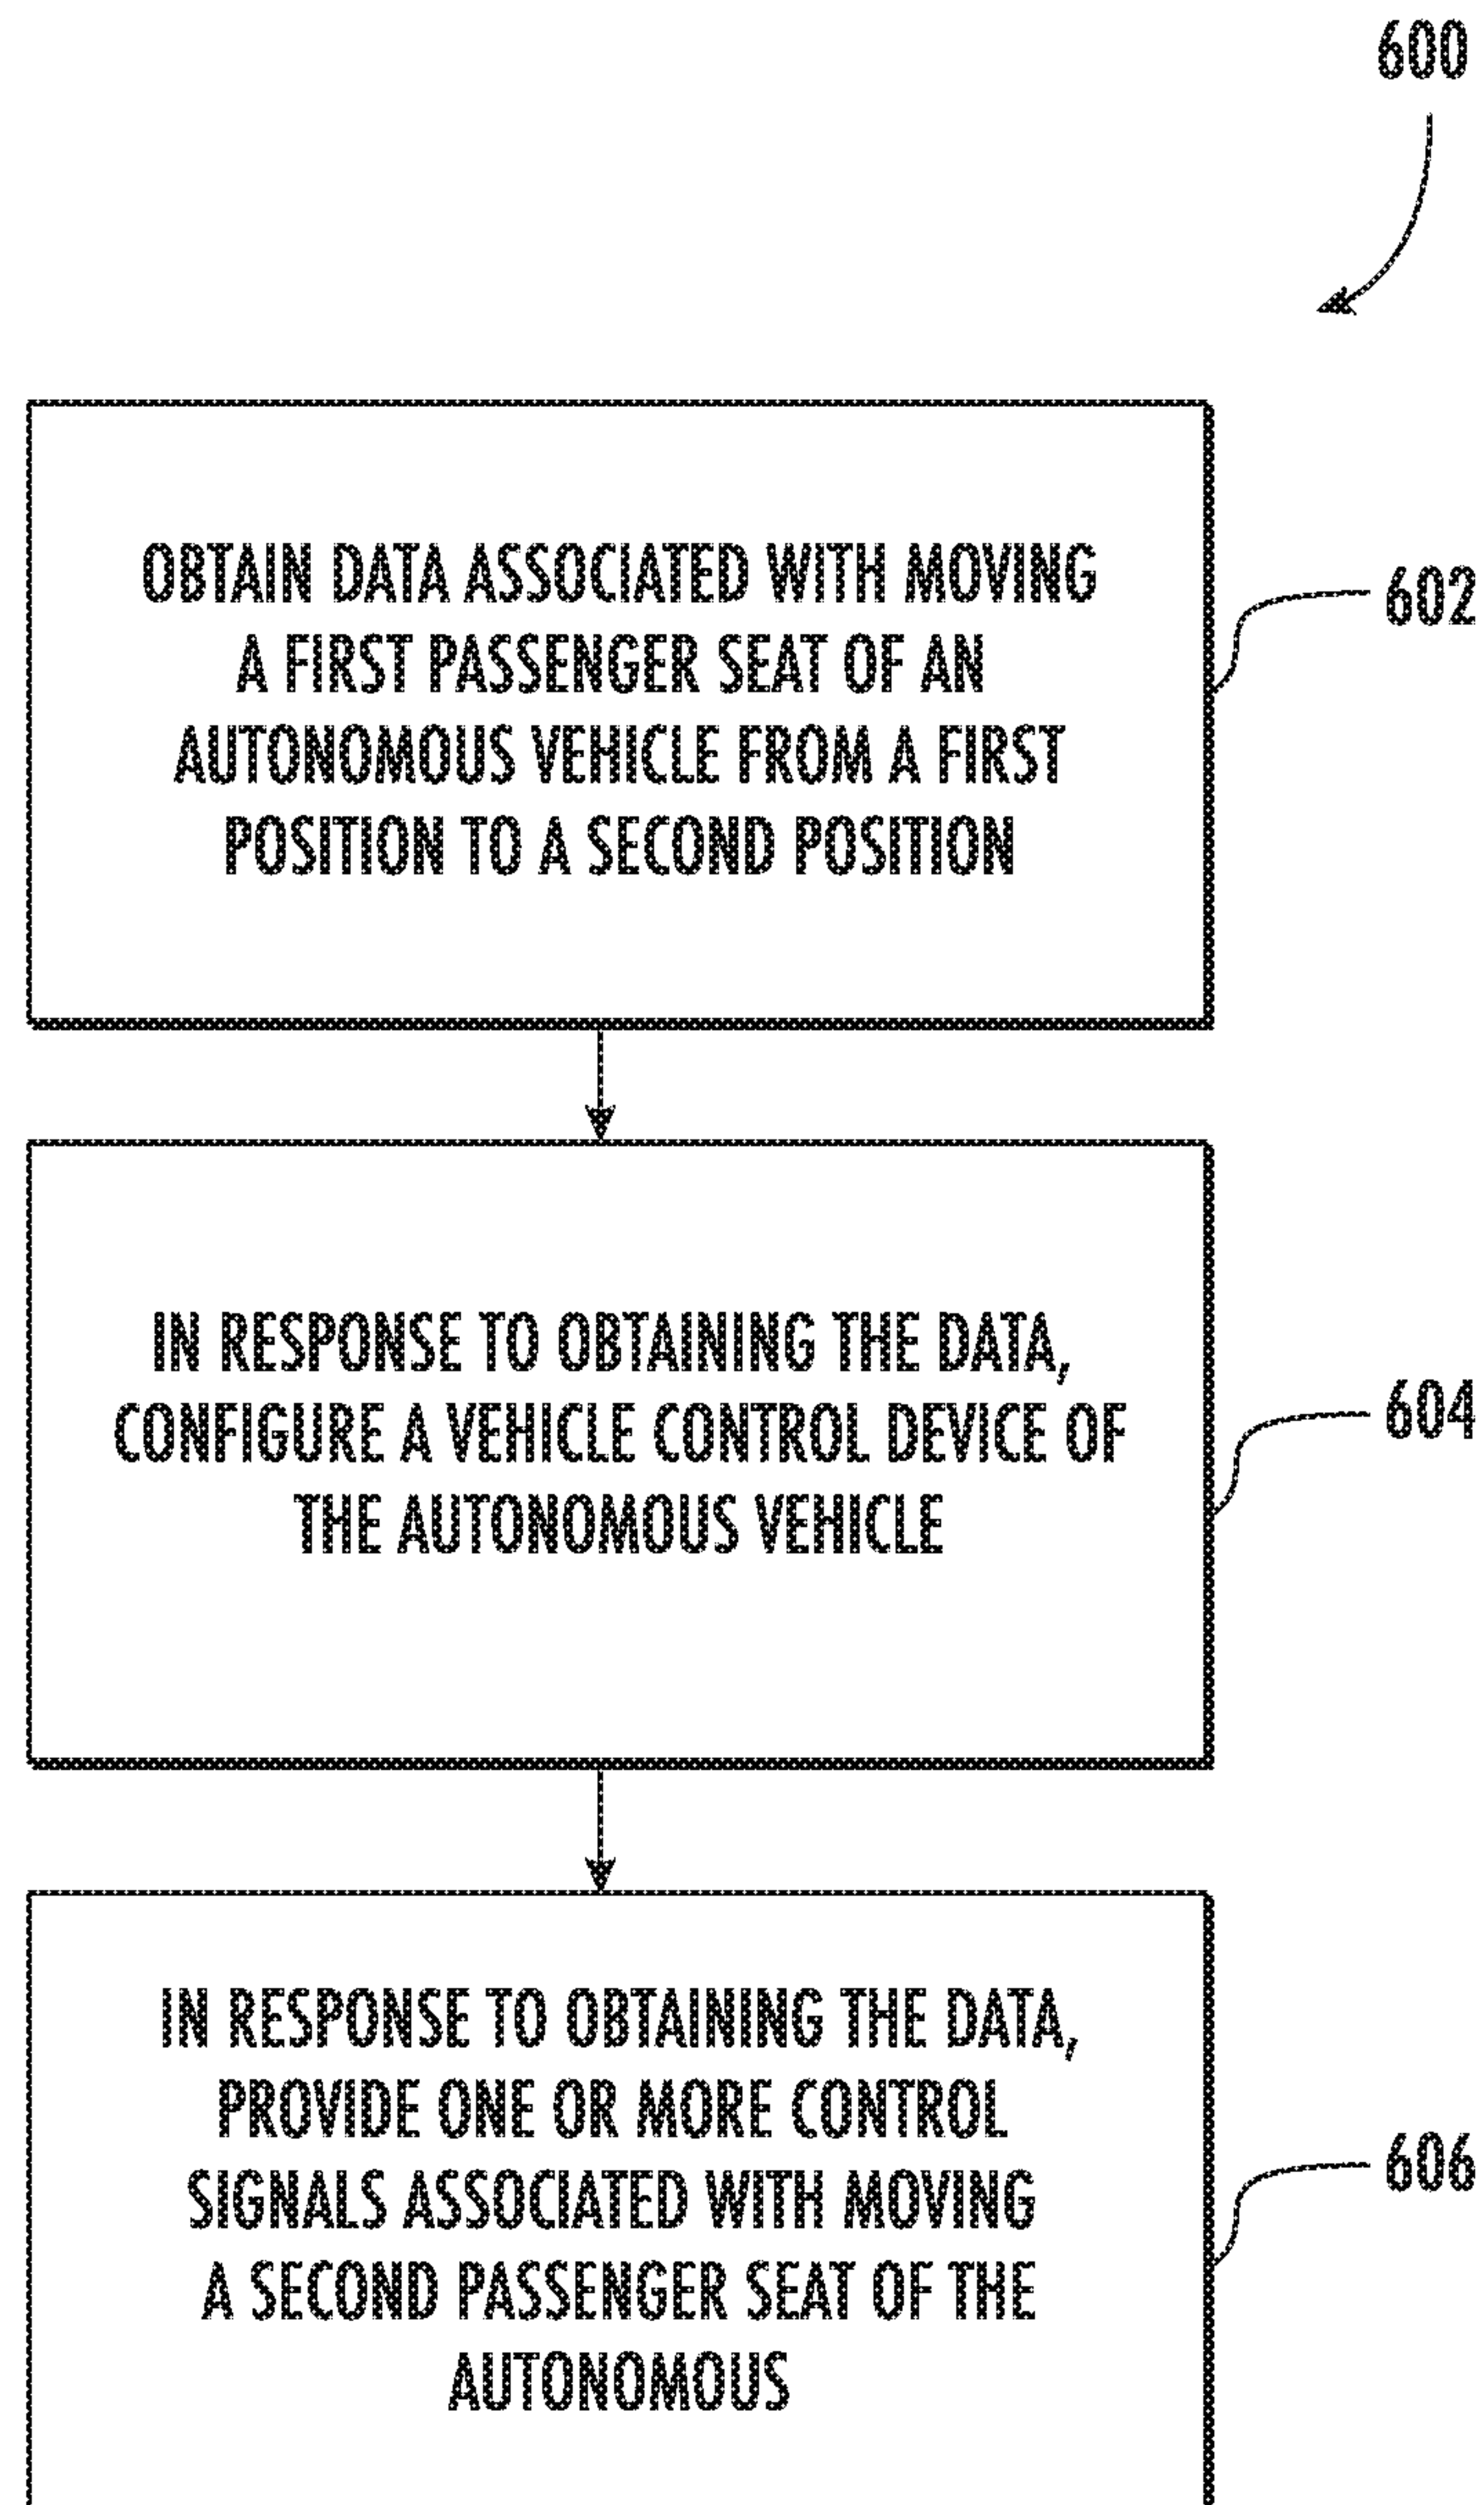 600
OBTAIN DATA ASSOCIATED WITH MOVING
A FIRST PASSENGER SEAT OF AN
AUTONOMOUS VEHICLE FROM A FIRST
POSITION TO A SECOND POSITION
602
IN RESPONSE TO OBTAINING THE DATA,
CONFIGURE A VEHICLE CONTROL DEVICE OF
THE AUTONOMOUS VEHICLE
604
IN RESPONSE TO OBTAINING THE DATA,
PROVIDE ONE OR MORE CONTROL
SIGNALS ASSOCIATED WITH MOVING
A SECOND PASSENGER SEAT OF THE
AUTONOMOUS
606